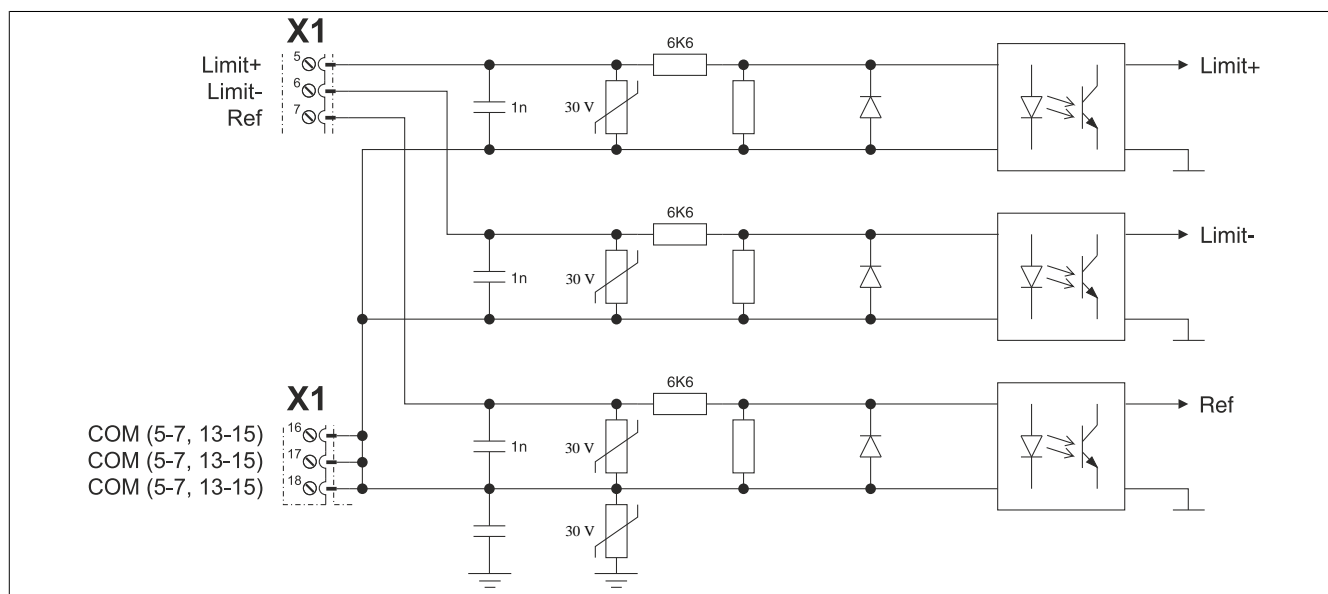 X1
5
Limit+
6
Limit-
7
Ref
6K6
1n
30 V
Limit+
6K6
1n
30 V
Limit-
X1
16
COM (5-7, 13-15)
17
COM (5-7, 13-15)
18
COM (5-7, 13-15)
6K6
1n
30 V
Ref
30 V